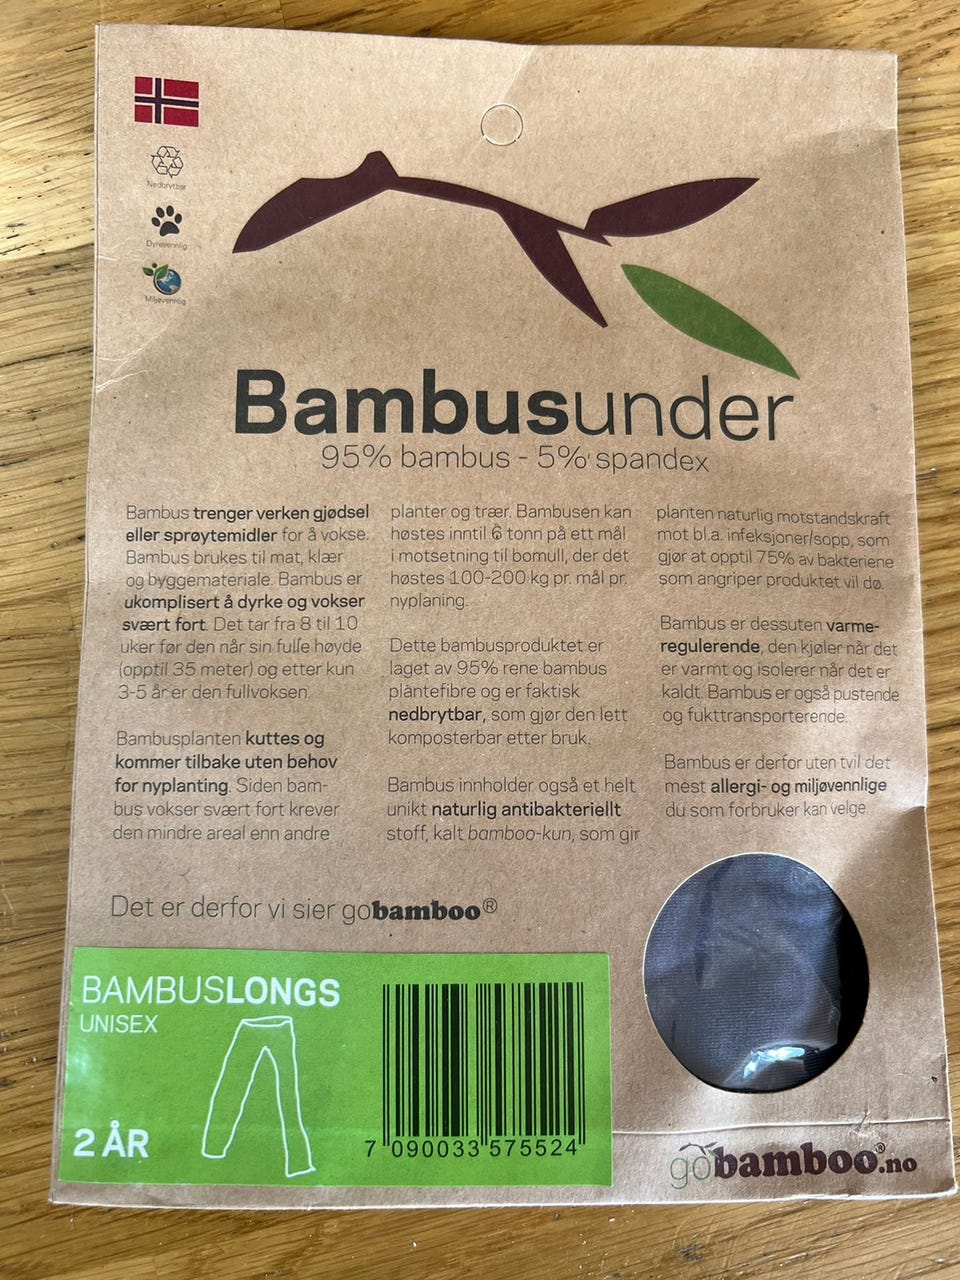 Nedbrytbar
Dyrevennlig
Miljøvennlig
Bambusunder
95% bambus - 5% spandex
Bambus trenger verken gjødsel
eller sprøytemidler for å vokse.
Bambus brukes til mat, klær
og byggemateriale. Bambus er
ukomplisert å dyrke og vokser
svært fort. Det tar fra 8 til 10
uker før den når sin fulle høyde
(opptil 35 meter) og etter kun
3-5 år er den fullvoksen.
Bambusplanten kuttes og
kommer tilbake uten behov
for nyplanting. Siden bam-
bus vokser svært fort krever
den mindre areal enn andre
planter og trær. Bambusen kan
høstes inntil 6 tonn på ett mål
i motsetning til bomull, der det
høstes 100-200 kg pr. mål pr.
nyplaning.
Dette bambusproduktet er
laget av 95% rene bambus
plantefibre og er faktisk
nedbrytbar, som gjør den lett
komposterbar etter bruk.
Bambus innholder også et helt
unikt naturlig antibakteriellt
stoff, kalt bamboo-kun, som gir
planten naturlig motstandskraft
mot bl.a. infeksjoner/sopp, som
gjør at opptil 75% av bakteriene
som angriper produktet vil dø.
Bambus er dessuten varme-
regulerende, den kjøler når det
er varmt og isolerer når det er
kaldt. Bambus er også pustende
og fukttransporterende.
Bambus er derfor uten tvil det
mest allergi- og miljøvennlige
du som forbruker kan velge.
Det er derfor vi sier gobamboo®
BAMBUSLONGS
UNISEX
2 ÅR
7 090033 575524
gobamboo®.no